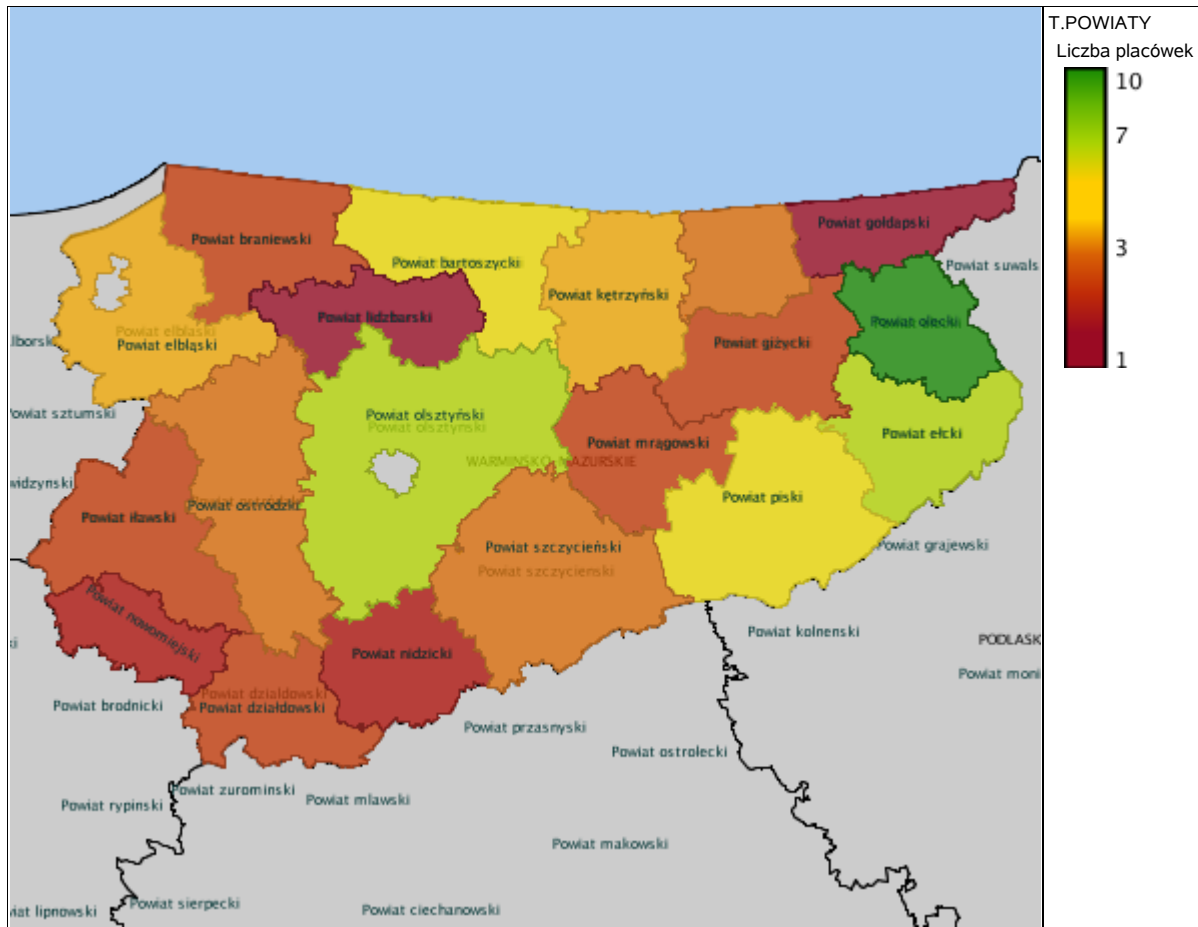 T.POWIATY
Liczba placówek
10
7
3
1
Powiat gołdapski
Powiat braniewski
Powiat bartoszycki
Powiat suwals
Powiat kętrzyński
Powiat lidzbarski
Powiat olecki
Powiat elbląski
Powiat elbląski
lborsk
Powiat giżycki
Powiat sztumski
Powiat olsztyński
Powiat olsztyński
Powiat ełcki
Powiat mrągowski
WARMIŃSKO-MAZURSKIE
widzynski
Powiat piski
Powiat ostródzki
Powiat iławski
Powiat szczycieński
Powiat grajewski
Powiat szczycienski
Powiat nowomiejski
Powiat kolnenski
PODLASK
Powiat nidzicki
Powiat moni
Powiat dzialdowski
Powiat działdowski
Powiat brodnicki
Powiat przasnyski
Powiat ostrolecki
Powiat zurominski
Powiat mlawski
Powiat rypinski
Powiat makowski
Powiat sierpecki
wiat lipnowski
Powiat ciechanowski